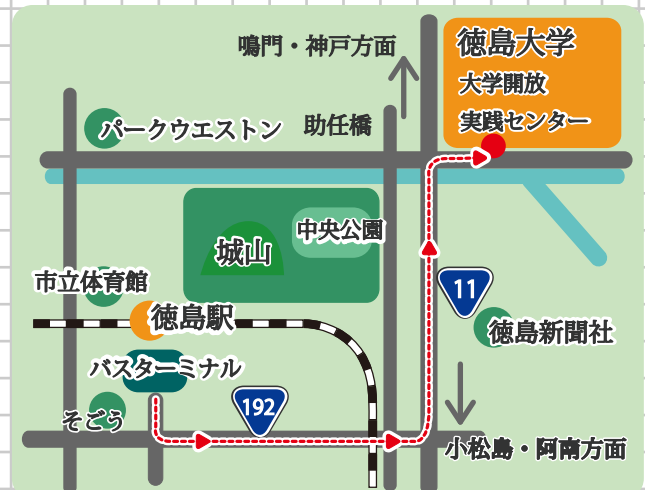 鳴門・神戸方面
徳島大学
大学開放
実践センター
パークウエストン
助任橋
中央公園
城山
市立体育館
11
徳島駅
徳島新聞社
バスターミナル
192
そごう
小松島・阿南方面